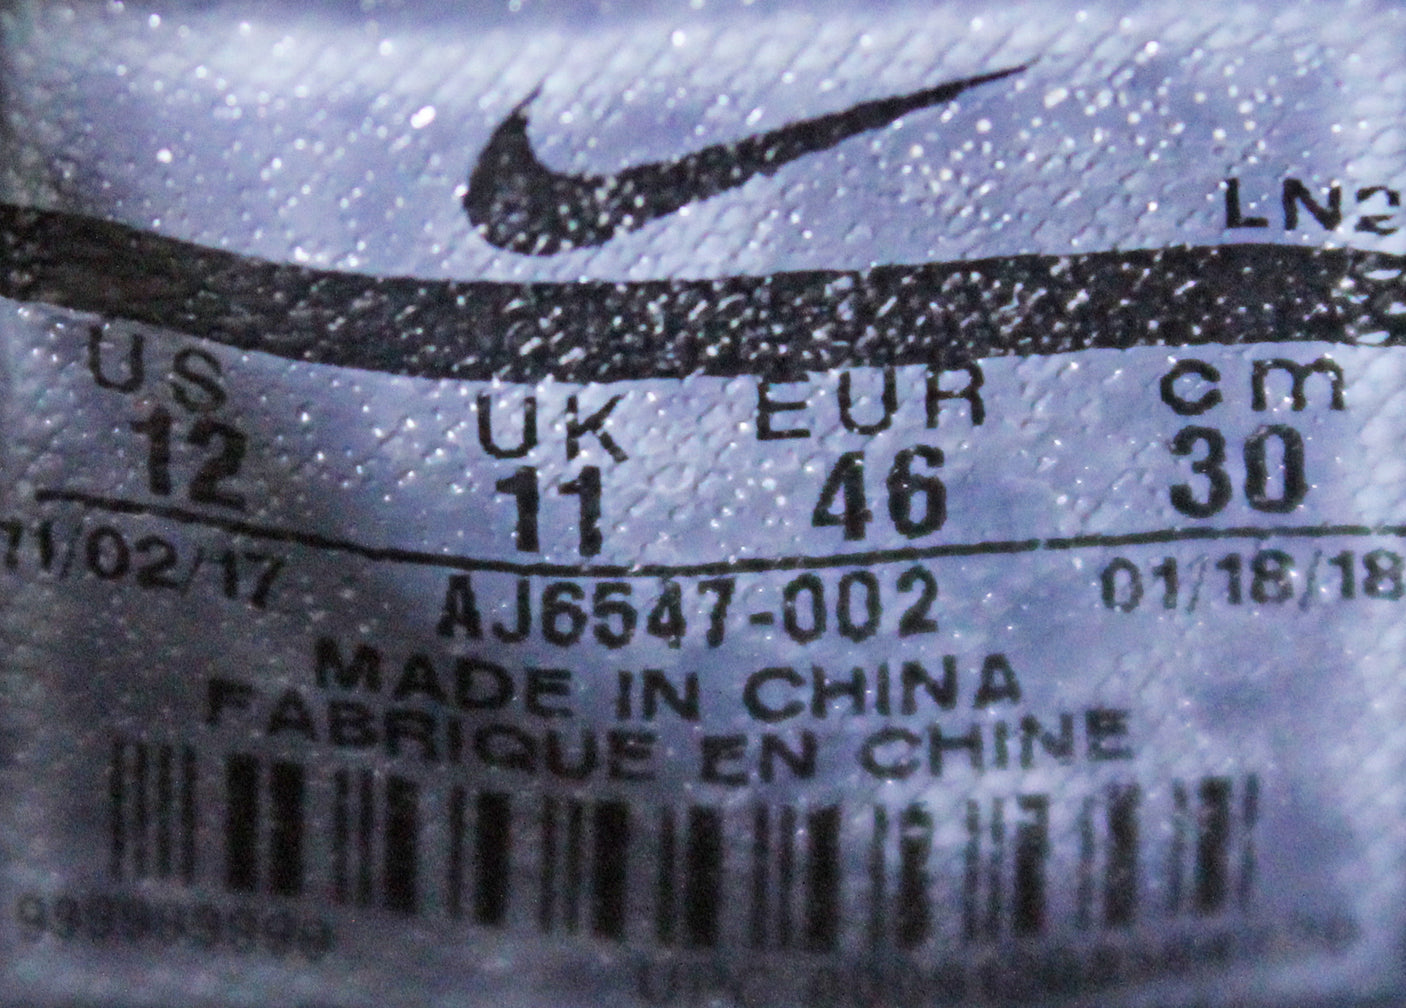 LN2
US UK EUR cm
12 11 46 30
11/02/17 AJ6547-002 01/18/18
MADE IN CHINA
FABRIQUE EN CHINE
UPC